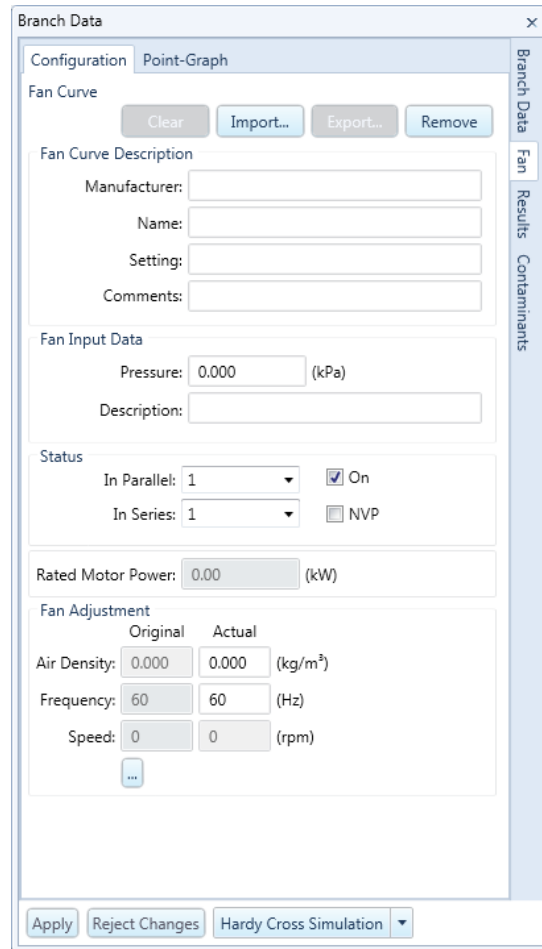 Branch Data
Configuration Point-Graph
Fan Curve
Clear Import... Export... Remove
Fan Curve Description
Manufacturer:
Name:
Setting:
Comments:
Fan Input Data
Pressure: 0.000 (kPa)
Description:
Status
In Parallel: 1 On
In Series: 1 NVP
Rated Motor Power: 0.00 (kW)
Fan Adjustment
Original Actual
Air Density: 0.000 0.000 (kg/m³)
Frequency: 60 60 (Hz)
Speed: 0 0 (rpm)
...
Apply Reject Changes Hardy Cross Simulation
Branch Data
Fan
Results
Contaminants